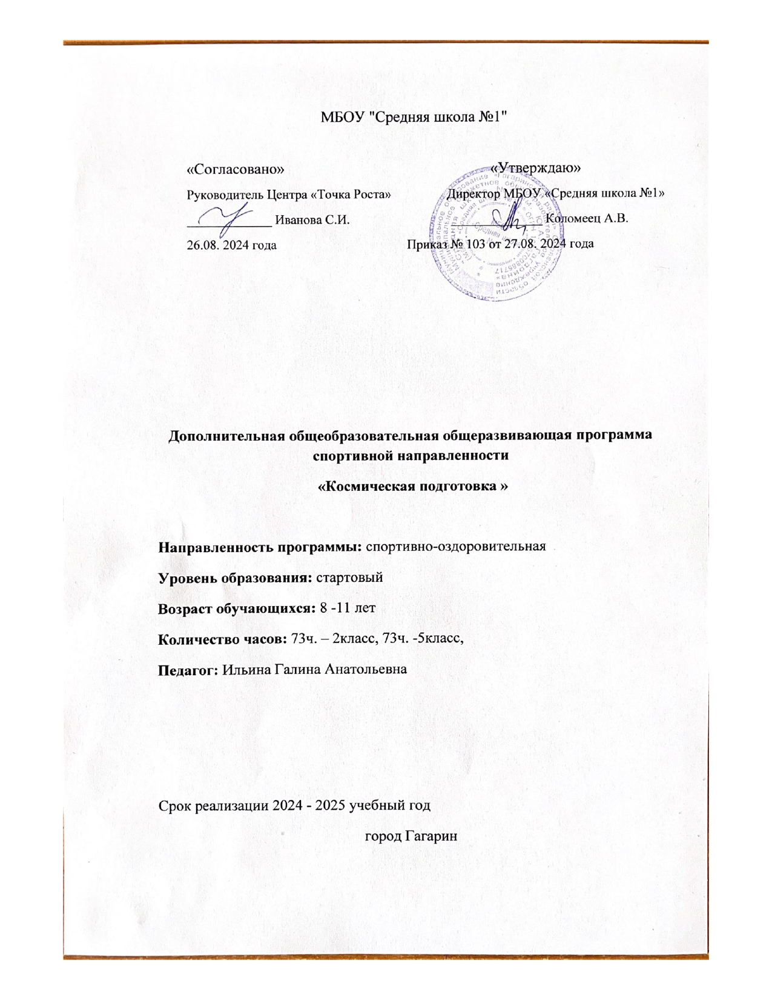 МБОУ "Средняя школа №1"
«Согласовано» «Утверждаю»
Руководитель Центра «Точка Роста» Директор МБОУ «Средняя школа №1»
Иванова С.И. Коломеец А.В.
26.08. 2024 года Приказ № 103 от 27.08. 2024 года
Дополнительная общеобразовательная общеразвивающая программа
спортивной направленности
«Космическая подготовка »
Направленность программы: спортивно-оздоровительная
Уровень образования: стартовый
Возраст обучающихся: 8 -11 лет
Количество часов: 73ч. – 2класс, 73ч. -5класс,
Педагог: Ильина Галина Анатольевна
Срок реализации 2024 - 2025 учебный год
город Гагарин